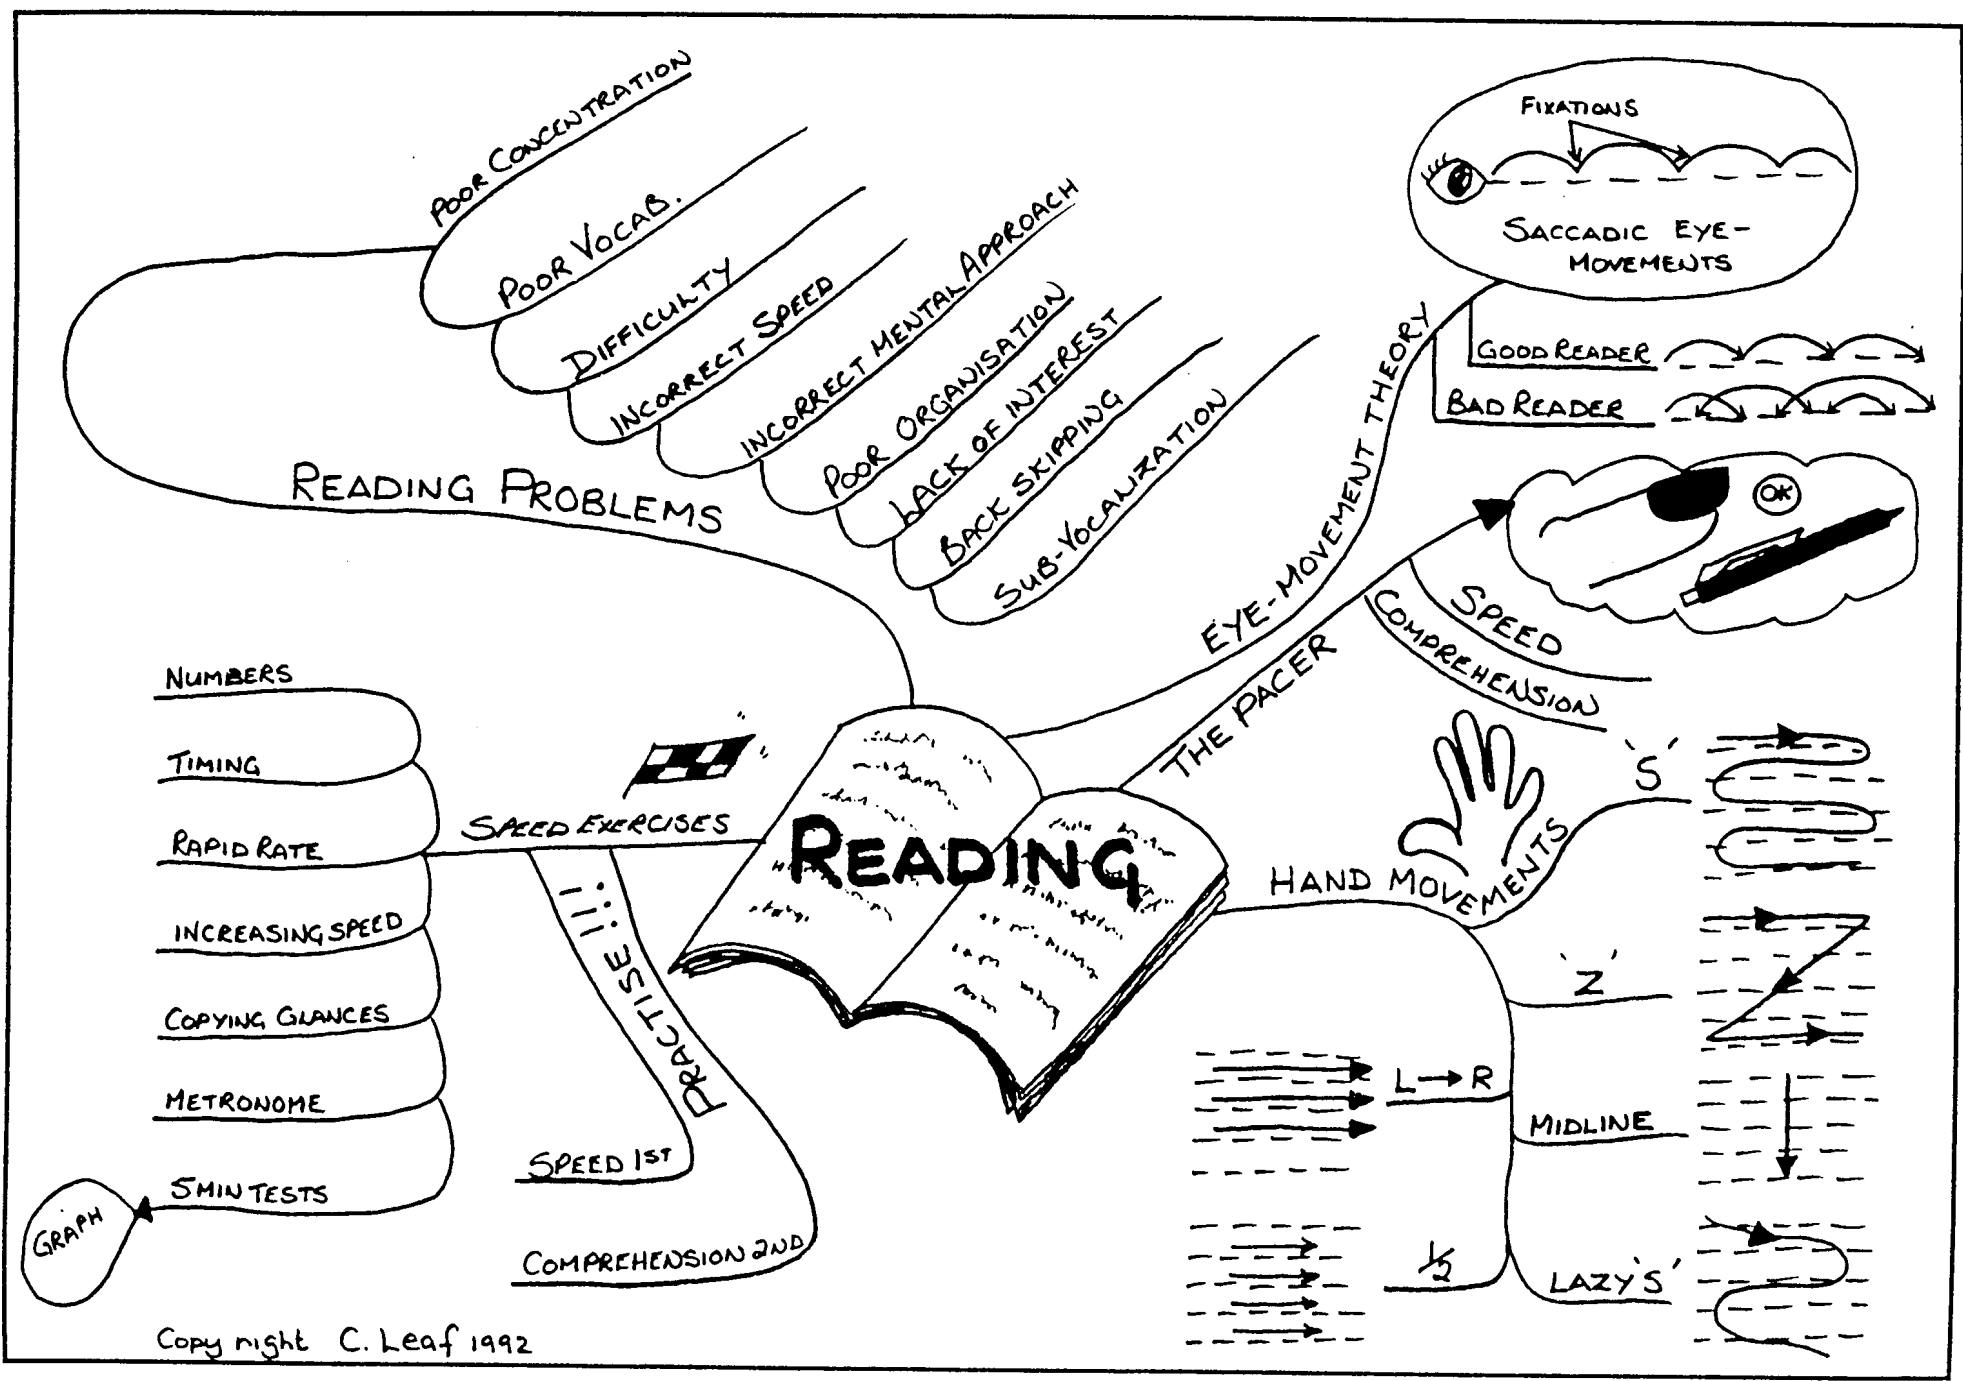 POOR CONCENTRATION
POOR VOCAB.
DIFFICULTY
INCORRECT SPEED
INCORRECT MENTAL APPROACH
POOR ORGANISATION
LACK OF INTEREST
BACK SKIPPING
SUB-VOCALIZATION
READING PROBLEMS
EYE-MOVEMENT THEORY
FIXATIONS
SACCADIC EYE-
MOVEMENTS
GOOD READER
BAD READER
THE PACER
OK
SPEED
COMPREHENSION
HAND MOVEMENTS
'S'
'Z'
L → R
MIDLINE
½
LAZY 'S'
READING
SPEED EXERCISES
NUMBERS
TIMING
RAPID RATE
INCREASING SPEED
COPYING GLANCES
METRONOME
5 MIN TESTS
GRAPH
PRACTISE !!!
SPEED 1ST
COMPREHENSION 2ND
Copy right C. Leaf 1992